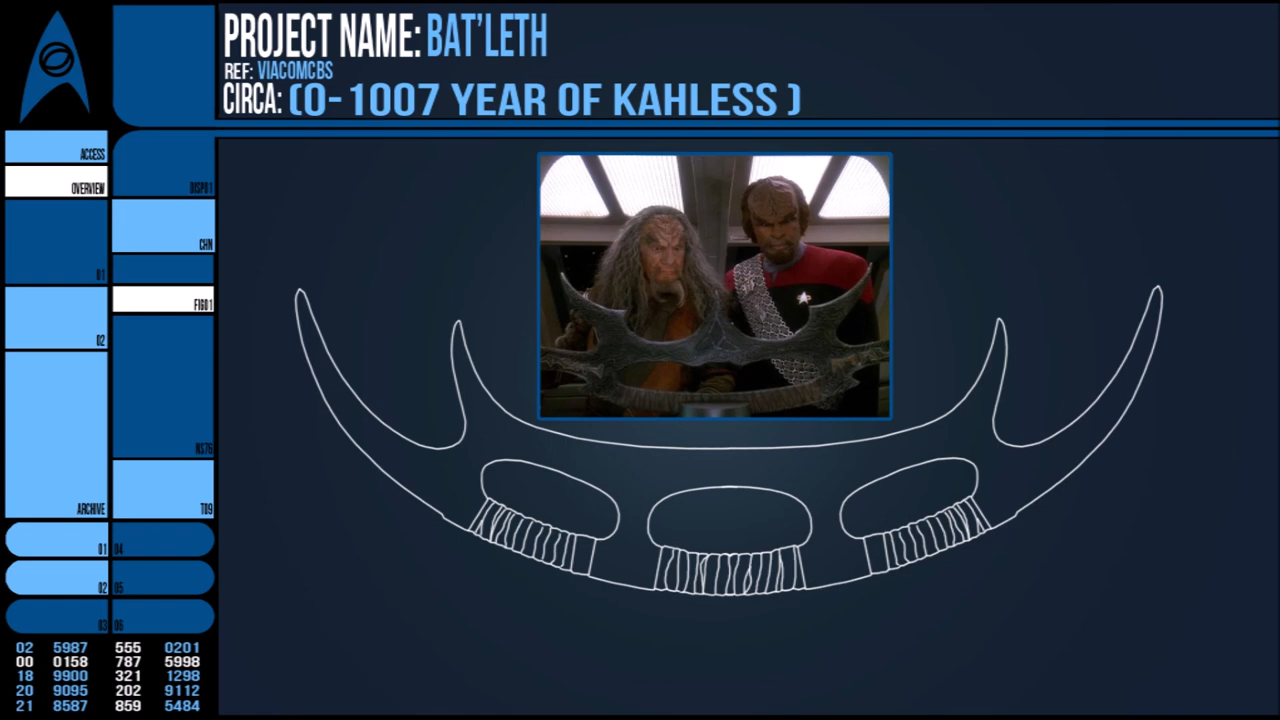 PROJECT NAME: BAT'LETH
REF: VIACOMCBS
CIRCA: (0-1007 YEAR OF KAHLESS )
ACCESS
OVERVIEW
01
02
ARCHIVE
01
02
03
DISP01
CHN
FIG01
NS76
T09
04
05
06
02 5987 555 0201
00 0158 787 5998
18 9900 321 1298
20 9095 202 9112
21 8587 859 5484